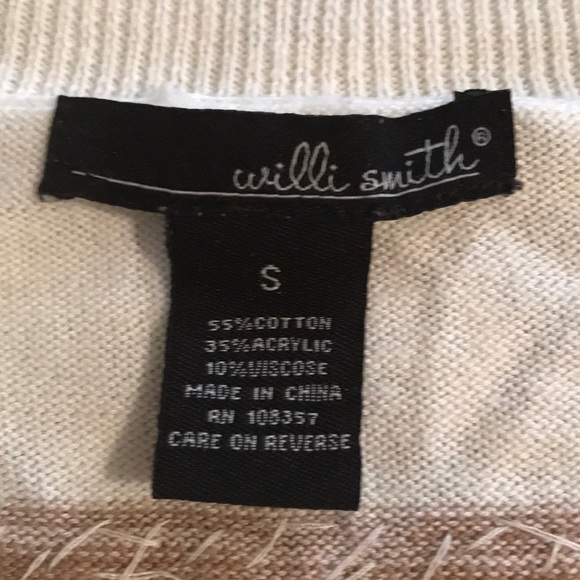 willi smith®
S
55%COTTON
35%ACRYLIC
10%VISCOSE
MADE IN CHINA
RN 108357
CARE ON REVERSE